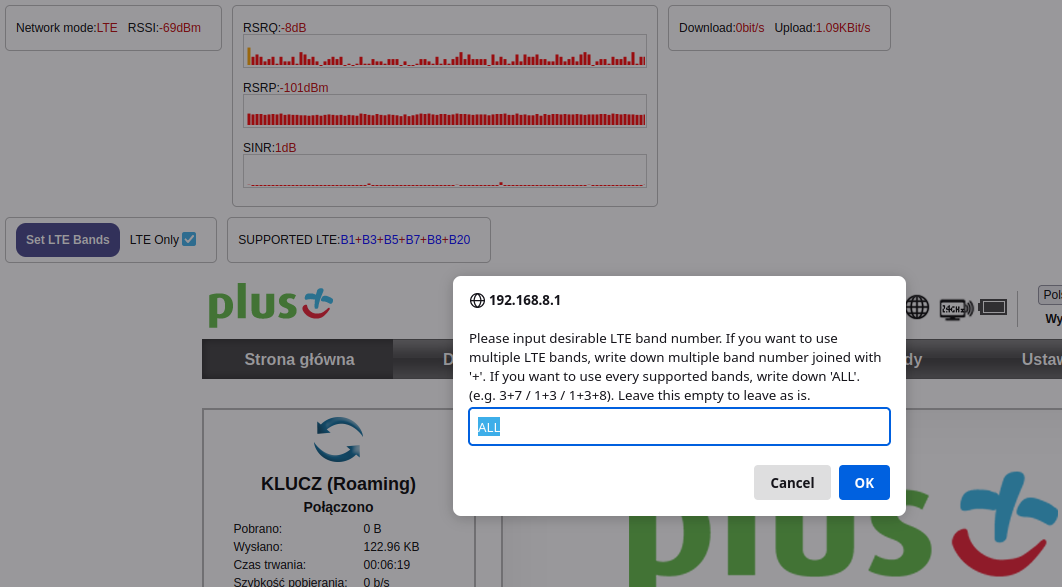 Network mode:LTE RSSI:-69dBm
RSRQ:-8dB
Download:0bit/s Upload:1.09KBit/s
RSRP:-101dBm
SINR:1dB
Set LTE Bands LTE Only
SUPPORTED LTE:B1+B3+B5+B7+B8+B20
plus
2.4GHz
Pols
Wy
Strona główna
D
dy
Ustaw
192.168.8.1
Please input desirable LTE band number. If you want to use
multiple LTE bands, write down multiple band number joined with
'+'. If you want to use every supported bands, write down 'ALL'.
(e.g. 3+7 / 1+3 / 1+3+8). Leave this empty to leave as is.
ALL
Cancel OK
KLUCZ (Roaming)
Połączono
Pobrano: 0 B
Wysłano: 122.96 KB
Czas trwania: 00:06:19
Szybkość pobierania: 0 b/s
plus